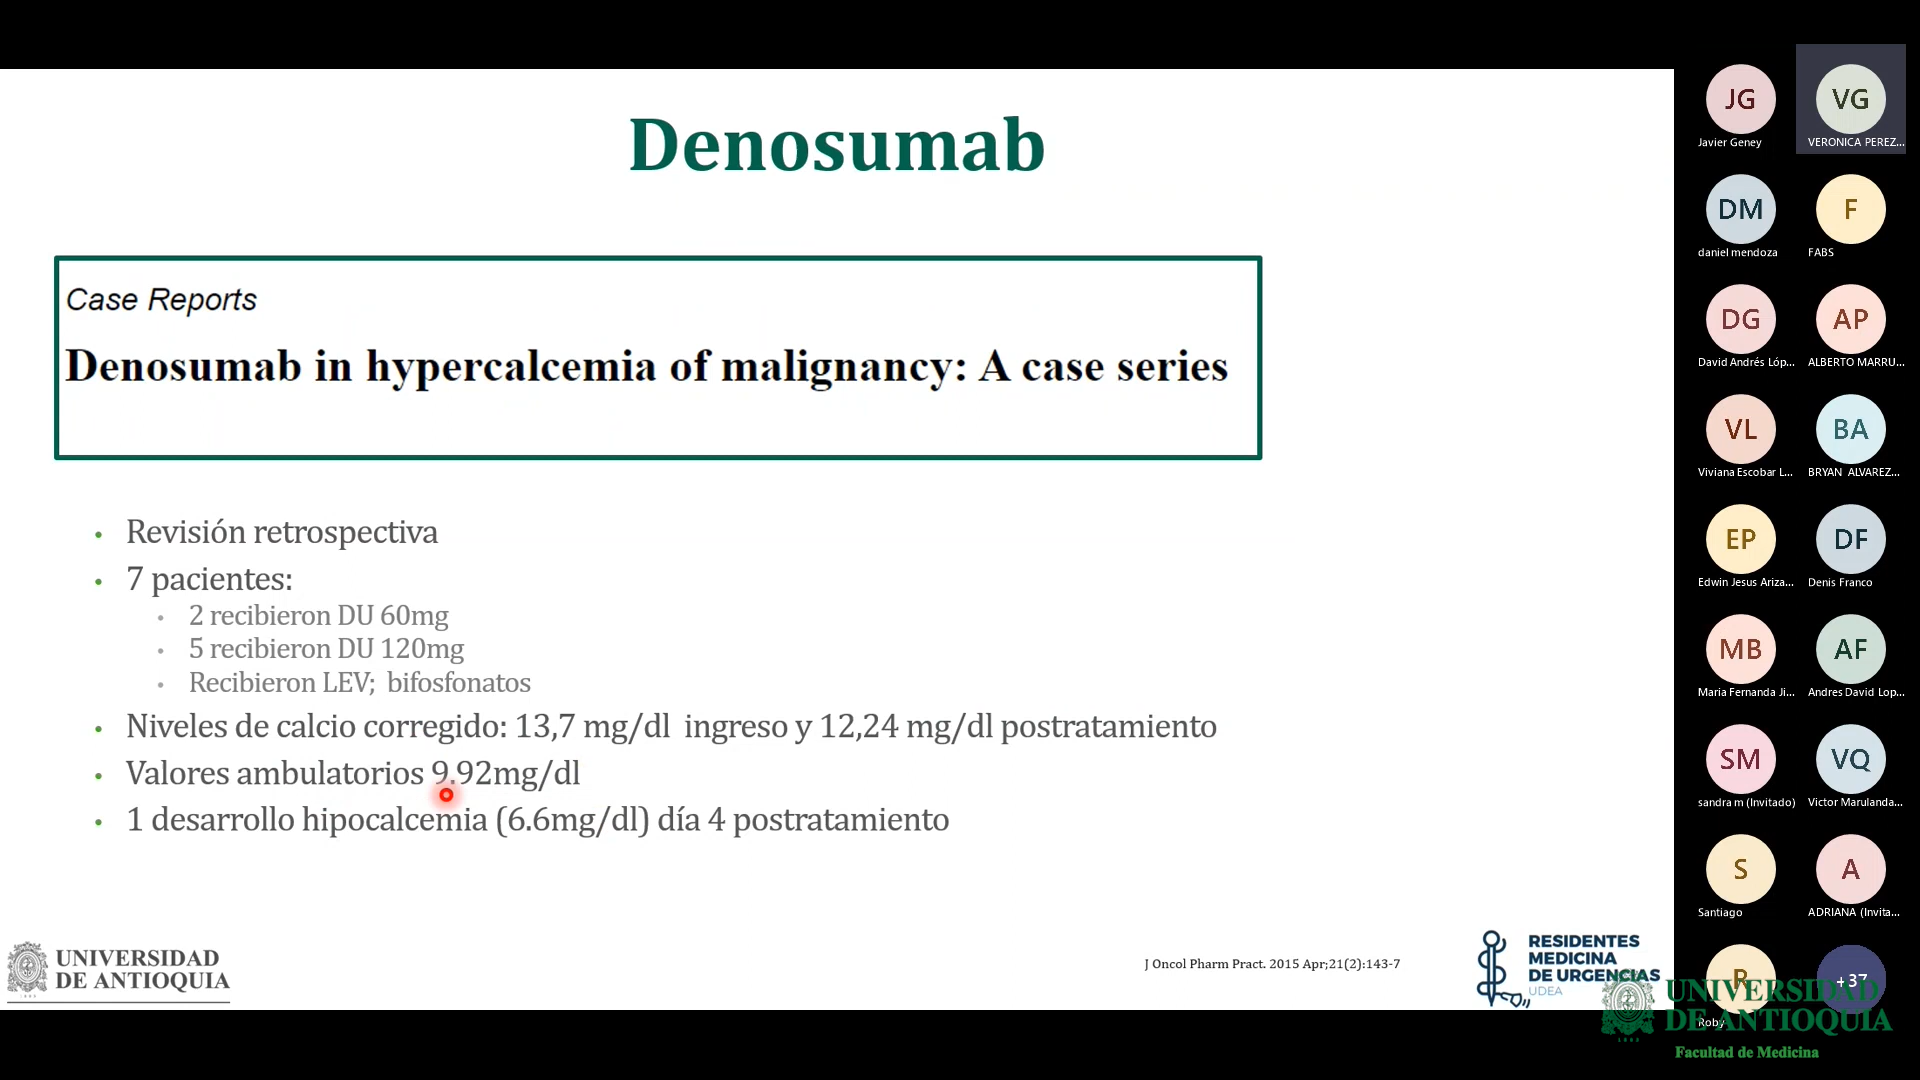 Denosumab
Case Reports
Denosumab in hypercalcemia of malignancy: A case series
• Revisión retrospectiva
• 7 pacientes:
• 2 recibieron DU 60mg
• 5 recibieron DU 120mg
• Recibieron LEV; bifosfonatos
• Niveles de calcio corregido: 13,7 mg/dl ingreso y 12,24 mg/dl postratamiento
• Valores ambulatorios 9.92mg/dl
• 1 desarrollo hipocalcemia (6.6mg/dl) día 4 postratamiento
UNIVERSIDAD
DE ANTIOQUIA
1803
J Oncol Pharm Pract. 2015 Apr;21(2):143-7
RESIDENTES
MEDICINA
DE URGENCIAS
UDEA
JG
Javier Geney
VG
VERONICA PEREZ...
DM
daniel mendoza
F
FABS
DG
David Andrés Lóp...
AP
ALBERTO MARRU...
VL
Viviana Escobar L...
BA
BRYAN ALVAREZ...
EP
Edwin Jesus Ariza...
DF
Denis Franco
MB
Maria Fernanda Ji...
AF
Andres David Lop...
SM
sandra m (Invitado)
VQ
Victor Marulanda...
S
Santiago
A
ADRIANA (Invita...
R
Roby
+37
UNIVERSIDAD
DE ANTIOQUIA
1803
Facultad de Medicina